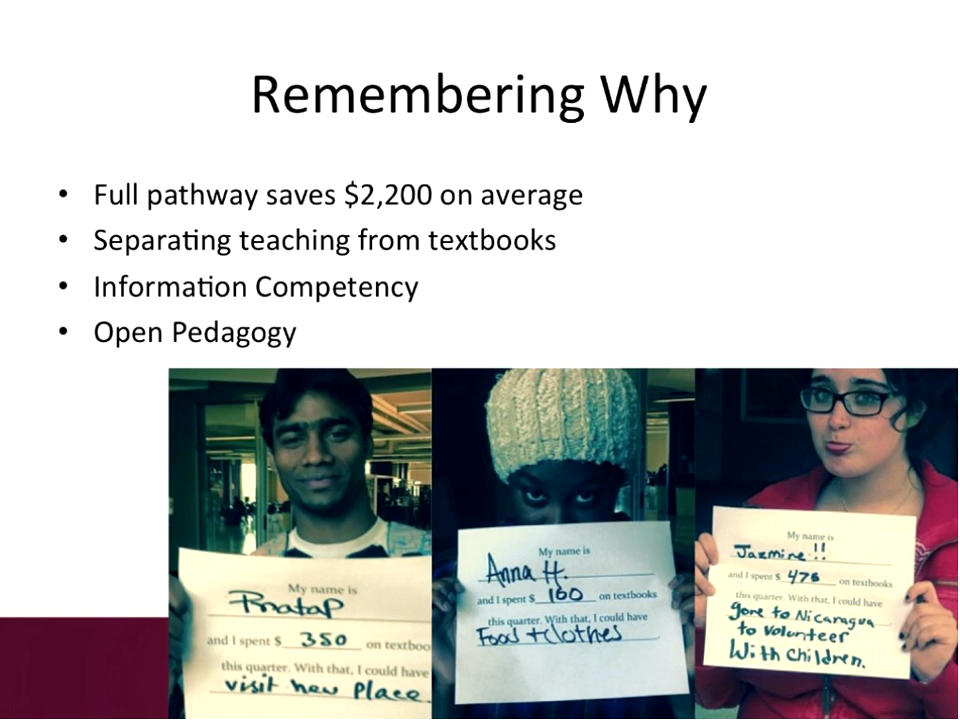 Remembering Why
• Full pathway saves $2,200 on average
• Separating teaching from textbooks
• Information Competency
• Open Pedagogy
My name is
Pratap
and I spent $ 350 on textboo
this quarter. With that, I could have
visit new place.
My name is
Anna H.
and I spent $ 160 on textbooks
this quarter. With that, I could have
Food + clothes
My name is
Jazmine!!
and I spent $ 475 on textbooks
this quarter. With that, I could have
gone to Nicaragua
to volunteer
With children.